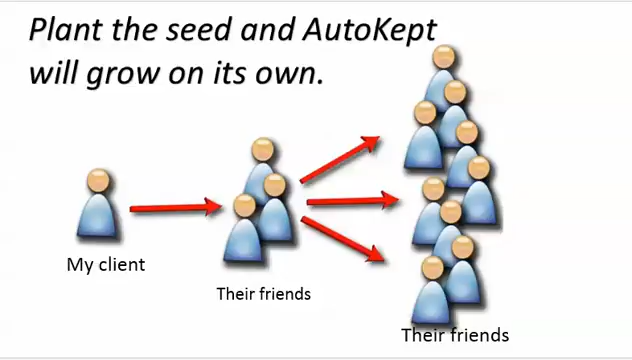 Plant the seed and AutoKept
will grow on its own.
My client
Their friends
Their friends